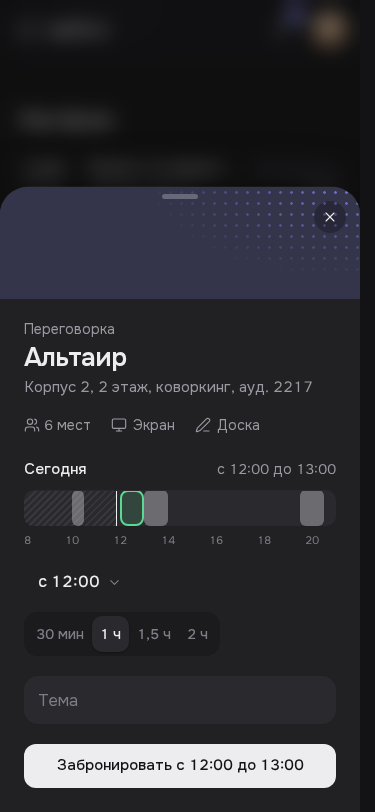 Переговорка
Альтаир
Корпус 2, 2 этаж, коворкинг, ауд. 2217
6 мест Экран Доска
Сегодня с 12:00 до 13:00
8 10 12 14 16 18 20
с 12:00
30 мин 1 ч 1,5 ч 2 ч
Тема
Забронировать с 12:00 до 13:00